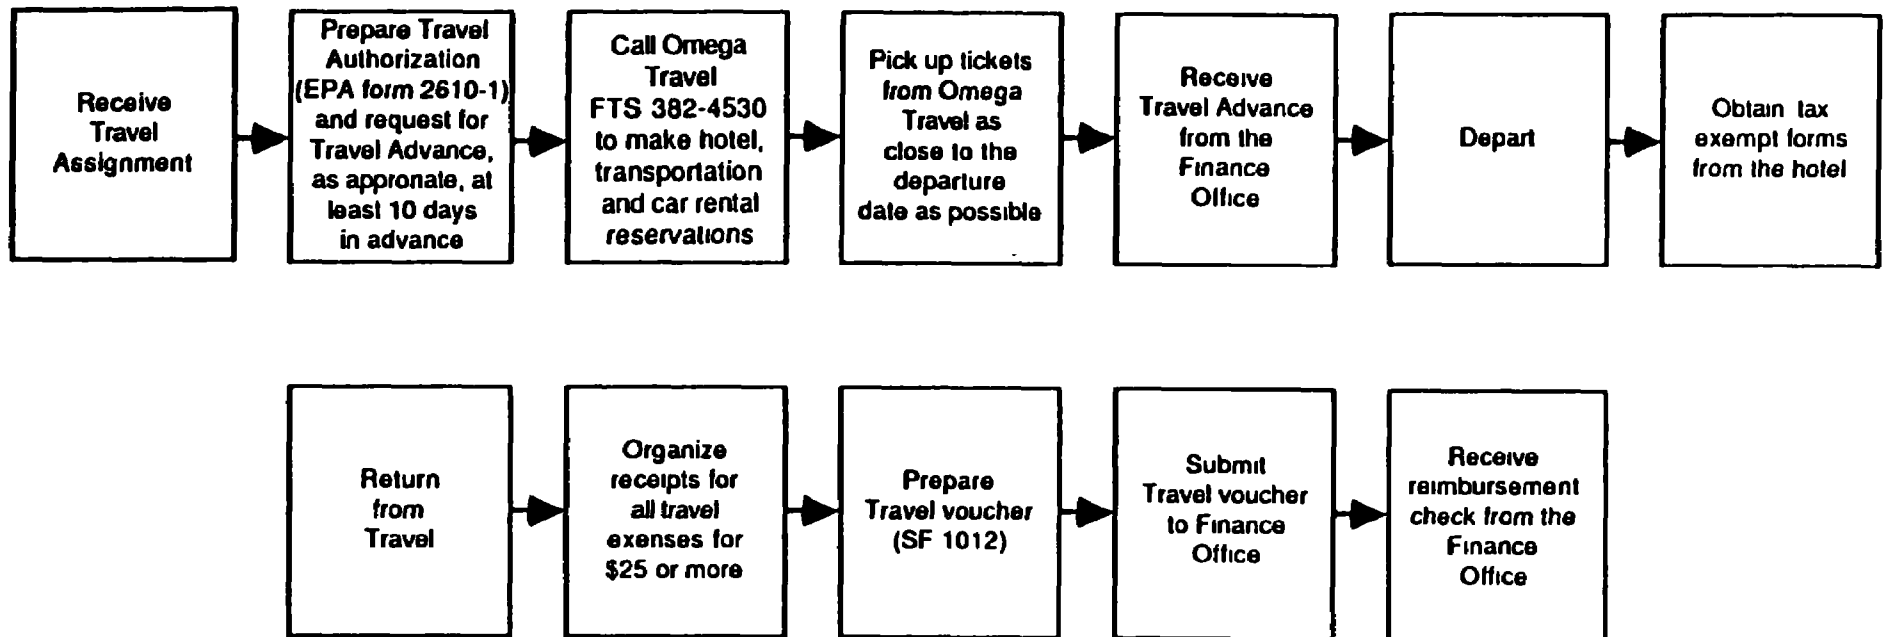 Receive
Travel
Assignment
Prepare Travel
Authorization
(EPA form 2610-1)
and request for
Travel Advance,
as appronate, at
least 10 days
in advance
Call Omega
Travel
FTS 382-4530
to make hotel,
transportation
and car rental
reservations
Pick up tickets
from Omega
Travel as
close to the
departure
date as possible
Receive
Travel Advance
from the
Finance
Office
Depart
Obtain tax
exempt forms
from the hotel
Return
from
Travel
Organize
receipts for
all travel
exenses for
$25 or more
Prepare
Travel voucher
(SF 1012)
Submit
Travel voucher
to Finance
Office
Receive
reimbursement
check from the
Finance
Office